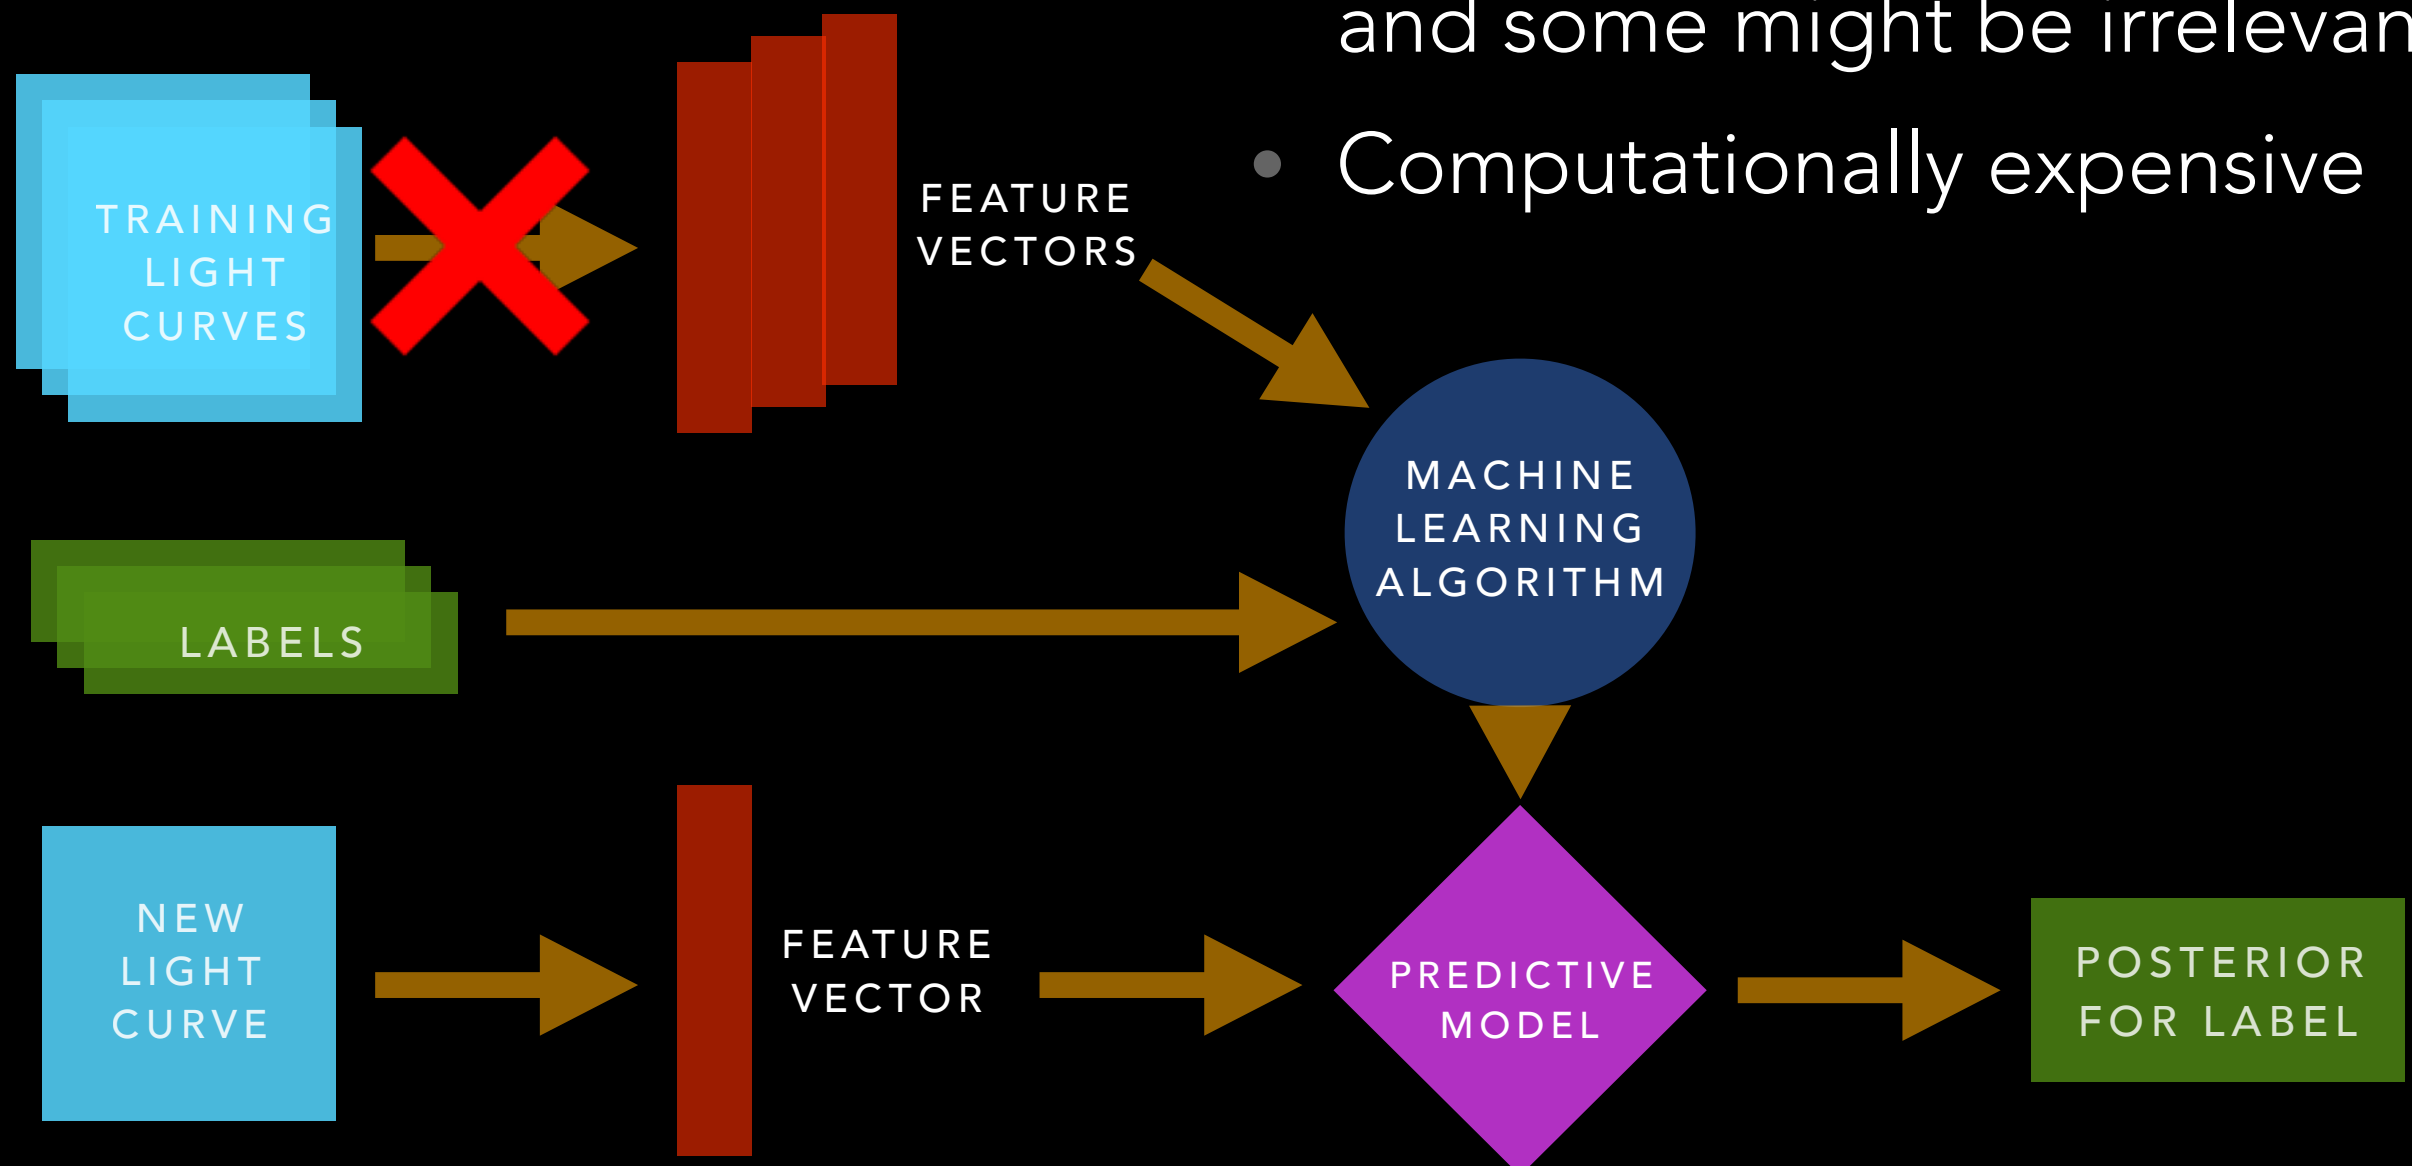 and some might be irrelevan
• Computationally expensive
TRAINING
LIGHT
CURVES
FEATURE
VECTORS
MACHINE
LEARNING
ALGORITHM
LABELS
NEW
LIGHT
CURVE
FEATURE
VECTOR
PREDICTIVE
MODEL
POSTERIOR
FOR LABEL